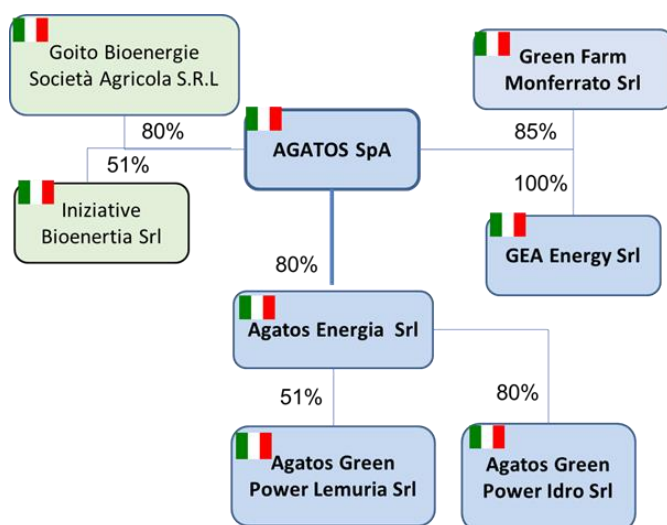 Goito Bioenergie
Società Agricola S.R.L
Green Farm
Monferrato Srl
80%
AGATOS SpA
85%
51%
100%
Iniziative
Bioenertia Srl
GEA Energy Srl
80%
Agatos Energia Srl
51%
80%
Agatos Green
Power Lemuria Srl
Agatos Green
Power Idro Srl